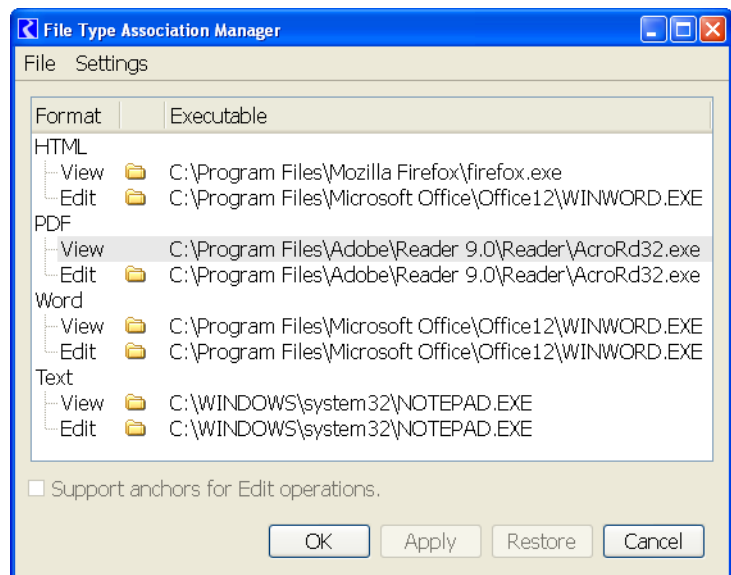 File Type Association Manager
File Settings
Format Executable
HTML
View C:\Program Files\Mozilla Firefox\firefox.exe
Edit C:\Program Files\Microsoft Office\Office12\WINWORD.EXE
PDF
View C:\Program Files\Adobe\Reader 9.0\Reader\AcroRd32.exe
Edit C:\Program Files\Adobe\Reader 9.0\Reader\AcroRd32.exe
Word
View C:\Program Files\Microsoft Office\Office12\WINWORD.EXE
Edit C:\Program Files\Microsoft Office\Office12\WINWORD.EXE
Text
View C:\WINDOWS\system32\NOTEPAD.EXE
Edit C:\WINDOWS\system32\NOTEPAD.EXE
Support anchors for Edit operations.
OK Apply Restore Cancel